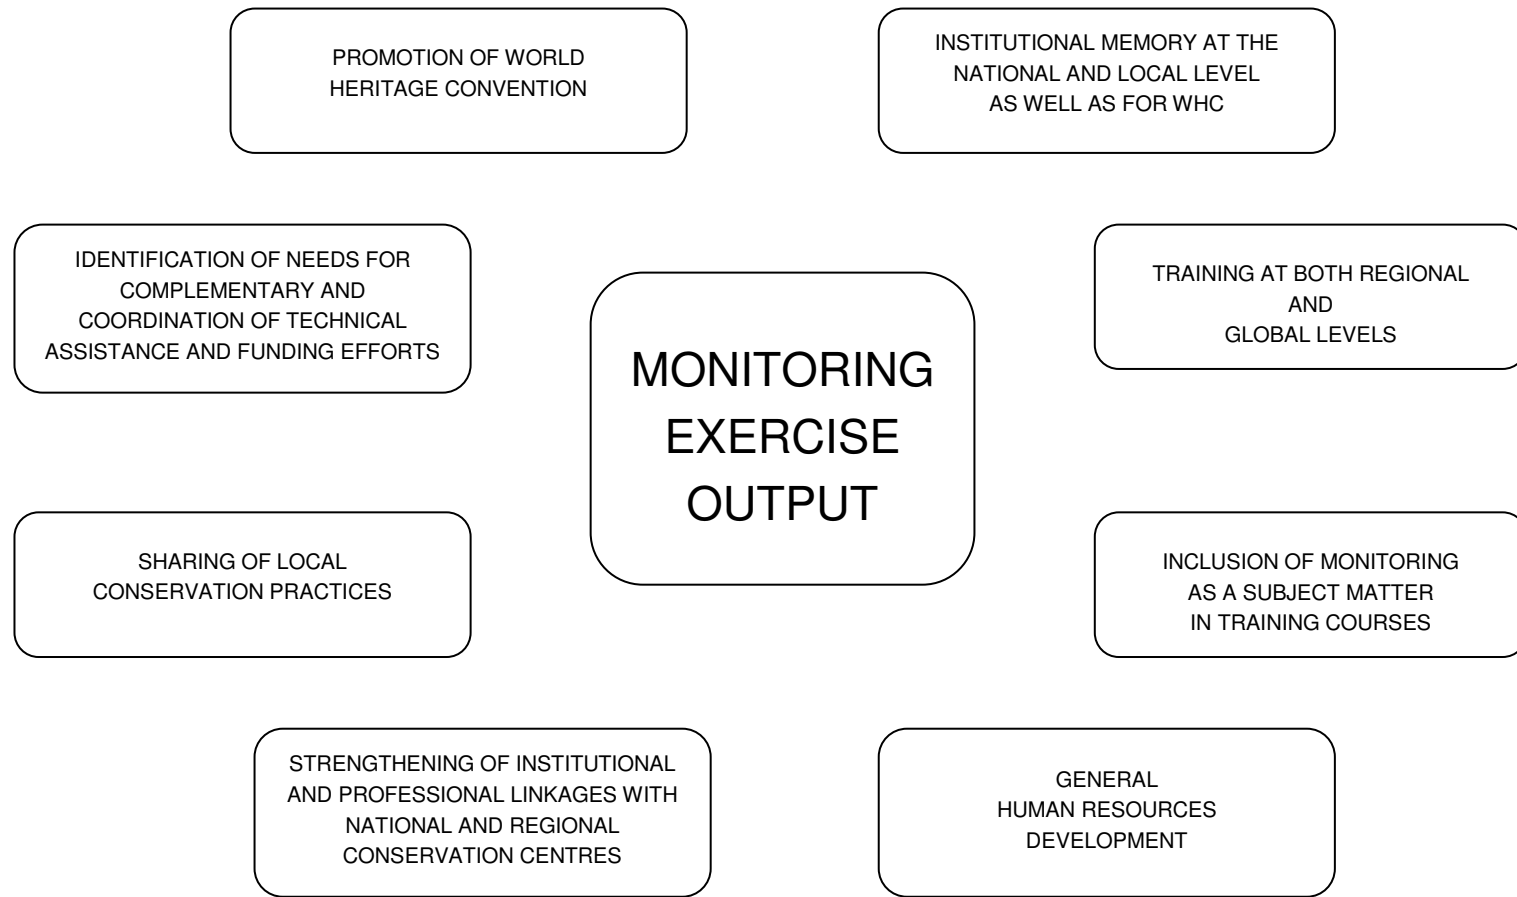 PROMOTION OF WORLD
HERITAGE CONVENTION
INSTITUTIONAL MEMORY AT THE
NATIONAL AND LOCAL LEVEL
AS WELL AS FOR WHC
IDENTIFICATION OF NEEDS FOR
COMPLEMENTARY AND
COORDINATION OF TECHNICAL
ASSISTANCE AND FUNDING EFFORTS
TRAINING AT BOTH REGIONAL
AND
GLOBAL LEVELS
MONITORING
EXERCISE
OUTPUT
SHARING OF LOCAL
CONSERVATION PRACTICES
INCLUSION OF MONITORING
AS A SUBJECT MATTER
IN TRAINING COURSES
STRENGTHENING OF INSTITUTIONAL
AND PROFESSIONAL LINKAGES WITH
NATIONAL AND REGIONAL
CONSERVATION CENTRES
GENERAL
HUMAN RESOURCES
DEVELOPMENT